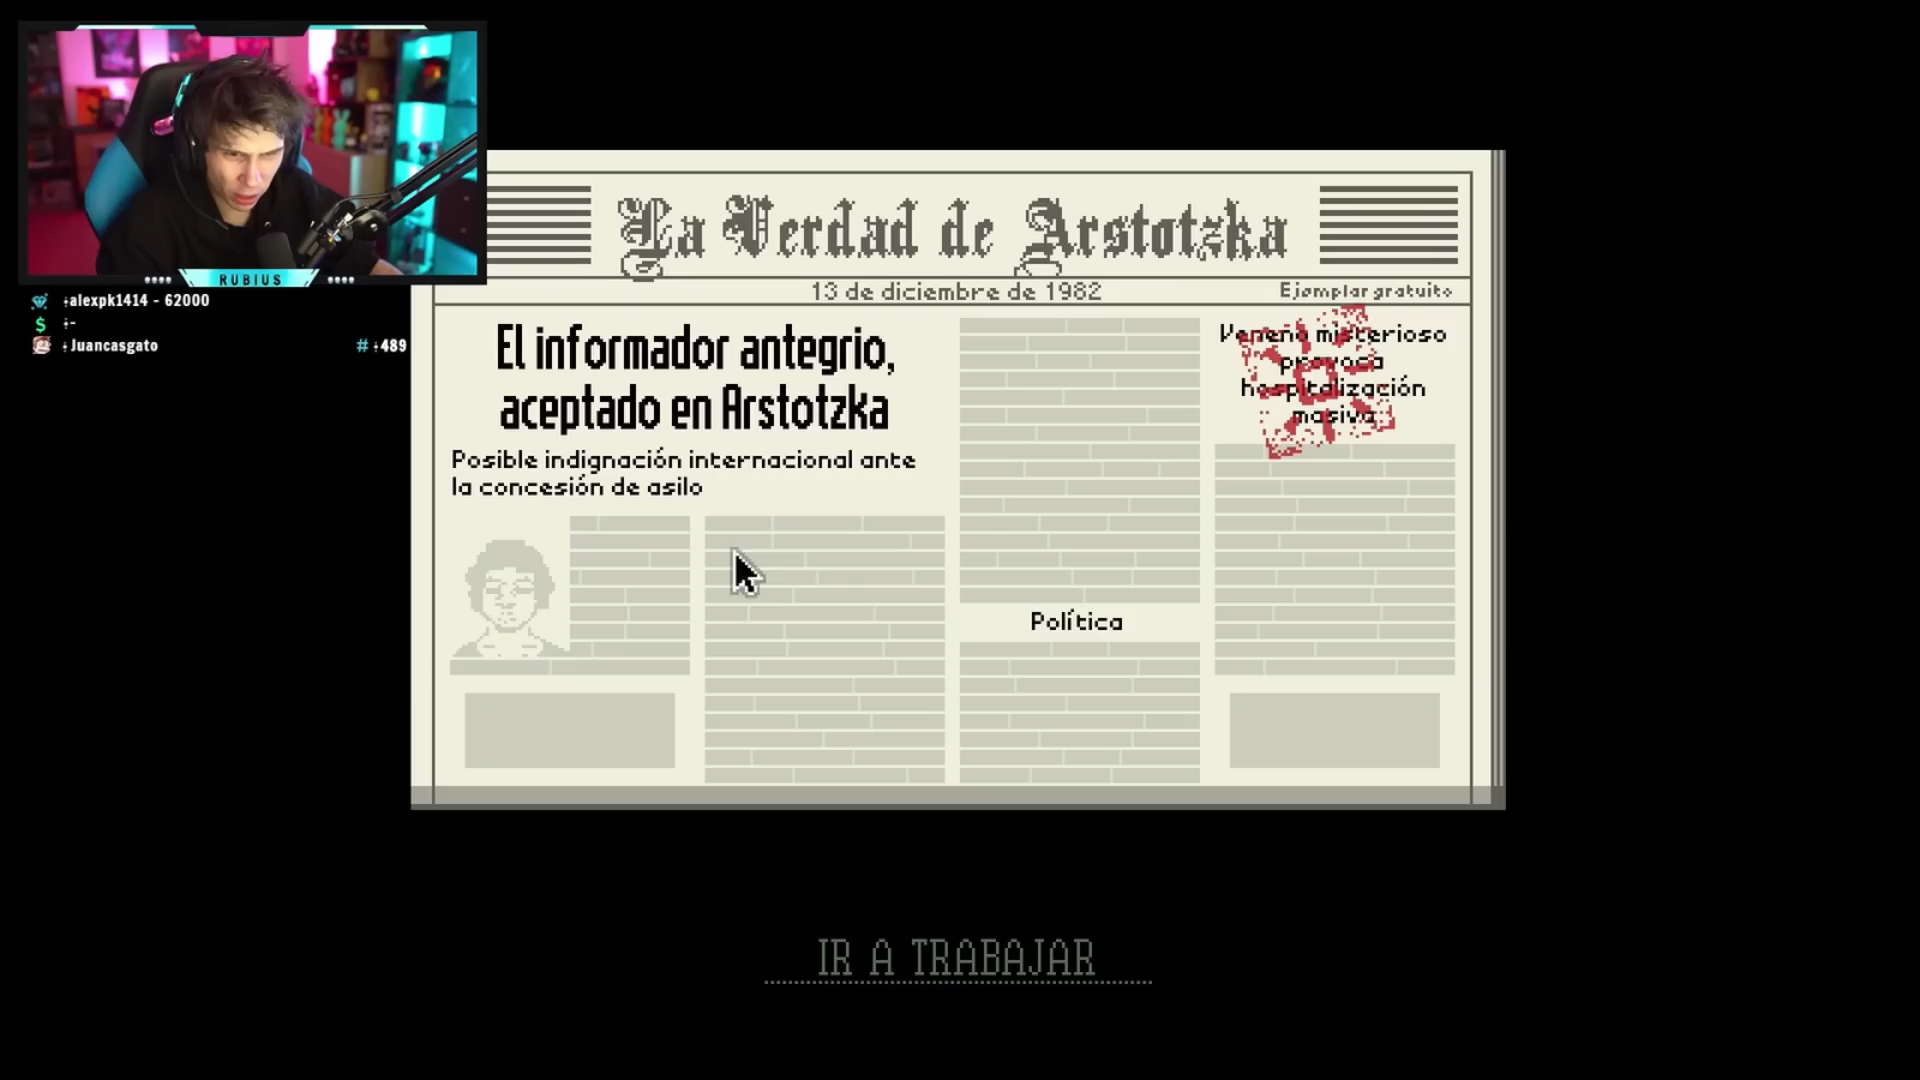 RUBIUS
alexpk1414 - 62000
-
Juancasgato
# 489
La Verdad de Arstotzka
13 de diciembre de 1982
Ejemplar gratuito
El informador antegrio,
aceptado en Arstotzka
Posible indignación internacional ante
la concesión de asilo
Política
Veneno misterioso
provoca
hospitalización
masiva
IR A TRABAJAR